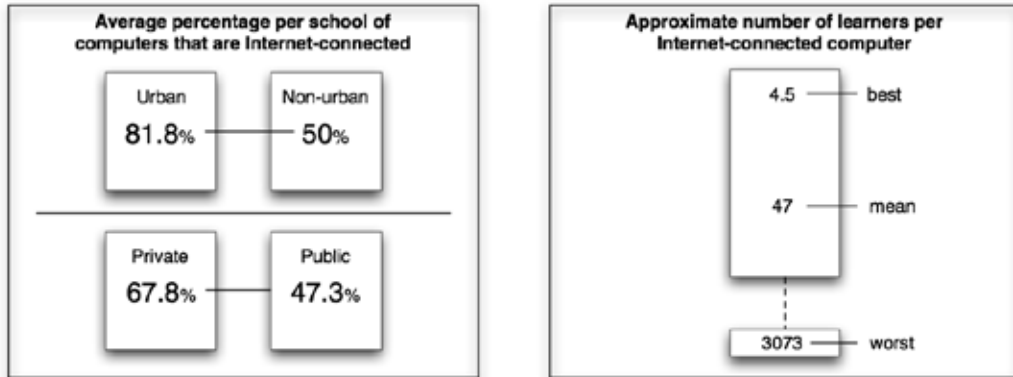 Average percentage per school of
computers that are Internet-connected
Urban
81.8%
Non-urban
50%
Private
67.8%
Public
47.3%
Approximate number of learners per
Internet-connected computer
4.5 best
47 mean
3073 worst